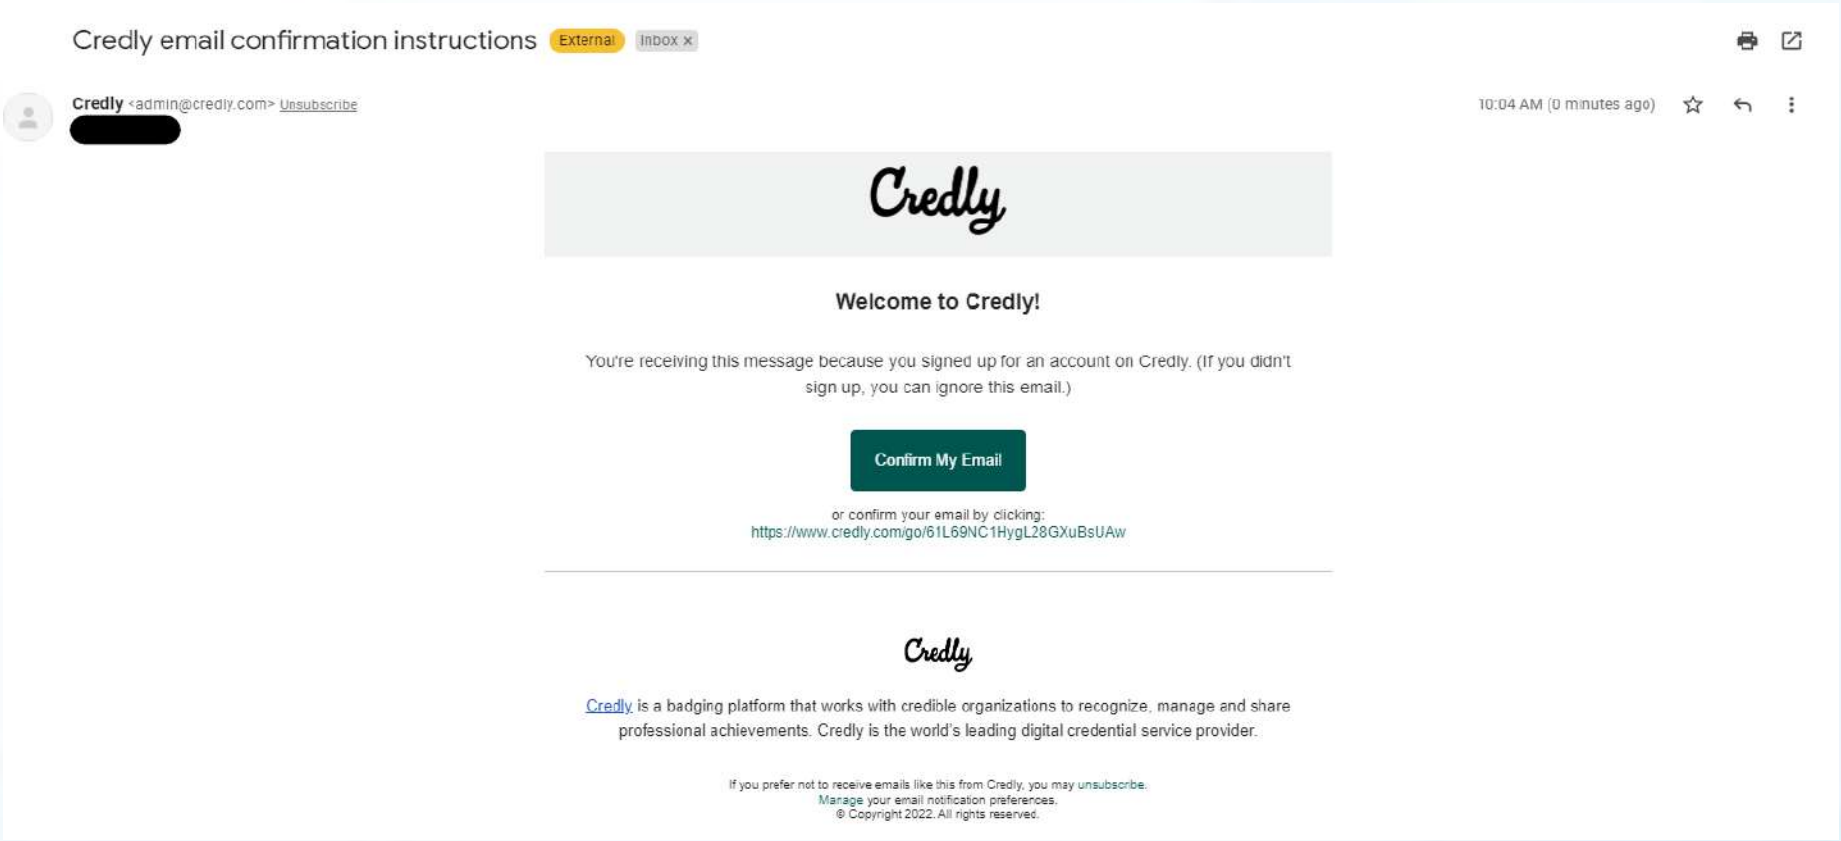 Credly email confirmation instructions External Inbox x
Credly <admin@credly.com> Unsubscribe
10:04 AM (0 minutes ago)
Credly
Welcome to Credly!
You're receiving this message because you signed up for an account on Credly. (If you didn't
sign up, you can ignore this email.)
Confirm My Email
or confirm your email by clicking:
https://www.credly.com/go/61L69NC1HygL28GXuBsUAw
Credly
Credly is a badging platform that works with credible organizations to recognize, manage and share
professional achievements. Credly is the world's leading digital credential service provider.
If you prefer not to receive emails like this from Credly, you may unsubscribe.
Manage your email notification preferences.
© Copyright 2022. All rights reserved.